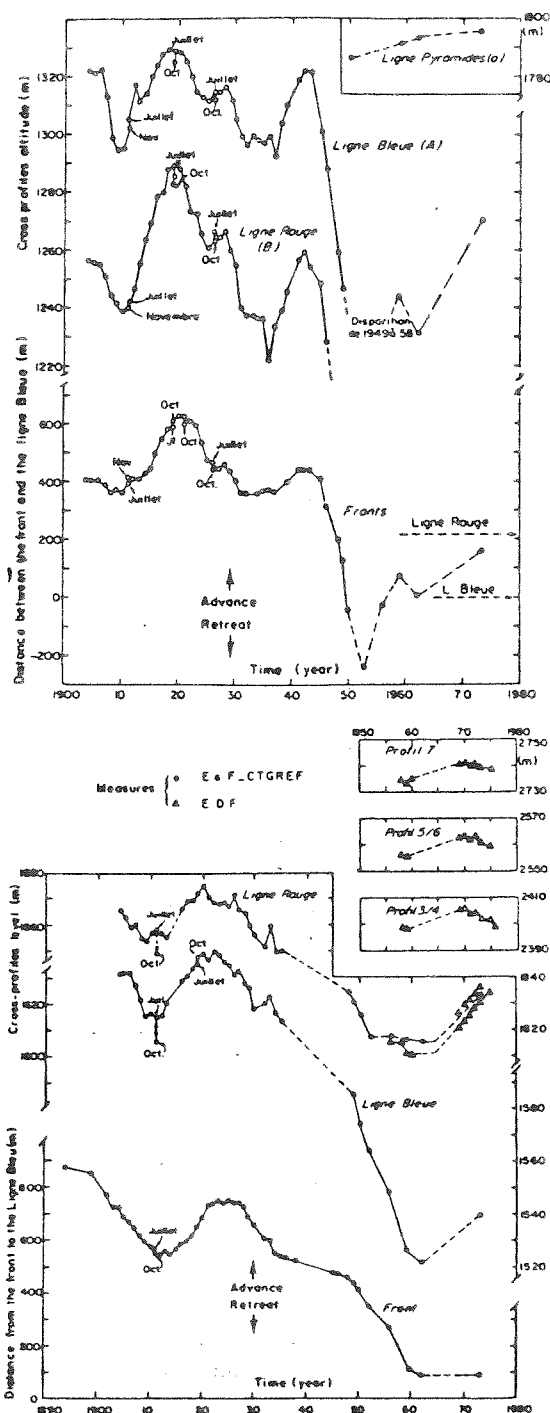 1800
(m)
1780
Ligne Pyramides (a)
Cross-profiles altitude (m)
1320
1300
1280
1260
1240
1220
Juillet
Oct
Juillet
Oct.
Juillet
Nov
Ligne Bleue (A)
Juillet
Oct
Juillet
Oct.
Ligne Rouge
(B)
Juillet
Novembre
Disparition
de 1949 à 58
Distance between the front and the ligne Bleue (m)
600
400
200
0
-200
Oct
Jt
Oct
Juillet
Oct.
Nov
Juillet
Fronts
Ligne Rouge
L. Bleue
Advance
Retreat
Time (year)
1900 10 20 30 40 50 1960 70 1980
Measures
E & F_CTGREF
E D F
1950 60 70 1980
Profil 7
2750
(m)
2730
Profil 5/6
2570
2550
Profil 3/4
2390
Cross-profiles level (m)
Ligne Rouge
Juillet
Oct.
Oct
Juillet
Juil.
Oct.
Ligne Bleue
1840
1820
1580
1560
1540
1520
Distance from the front to the Ligne Bleue (m)
Juillet
Oct.
Advance
Retreat
Front
Time (year)
1890 1900 10 20 30 40 50 60 70 1980